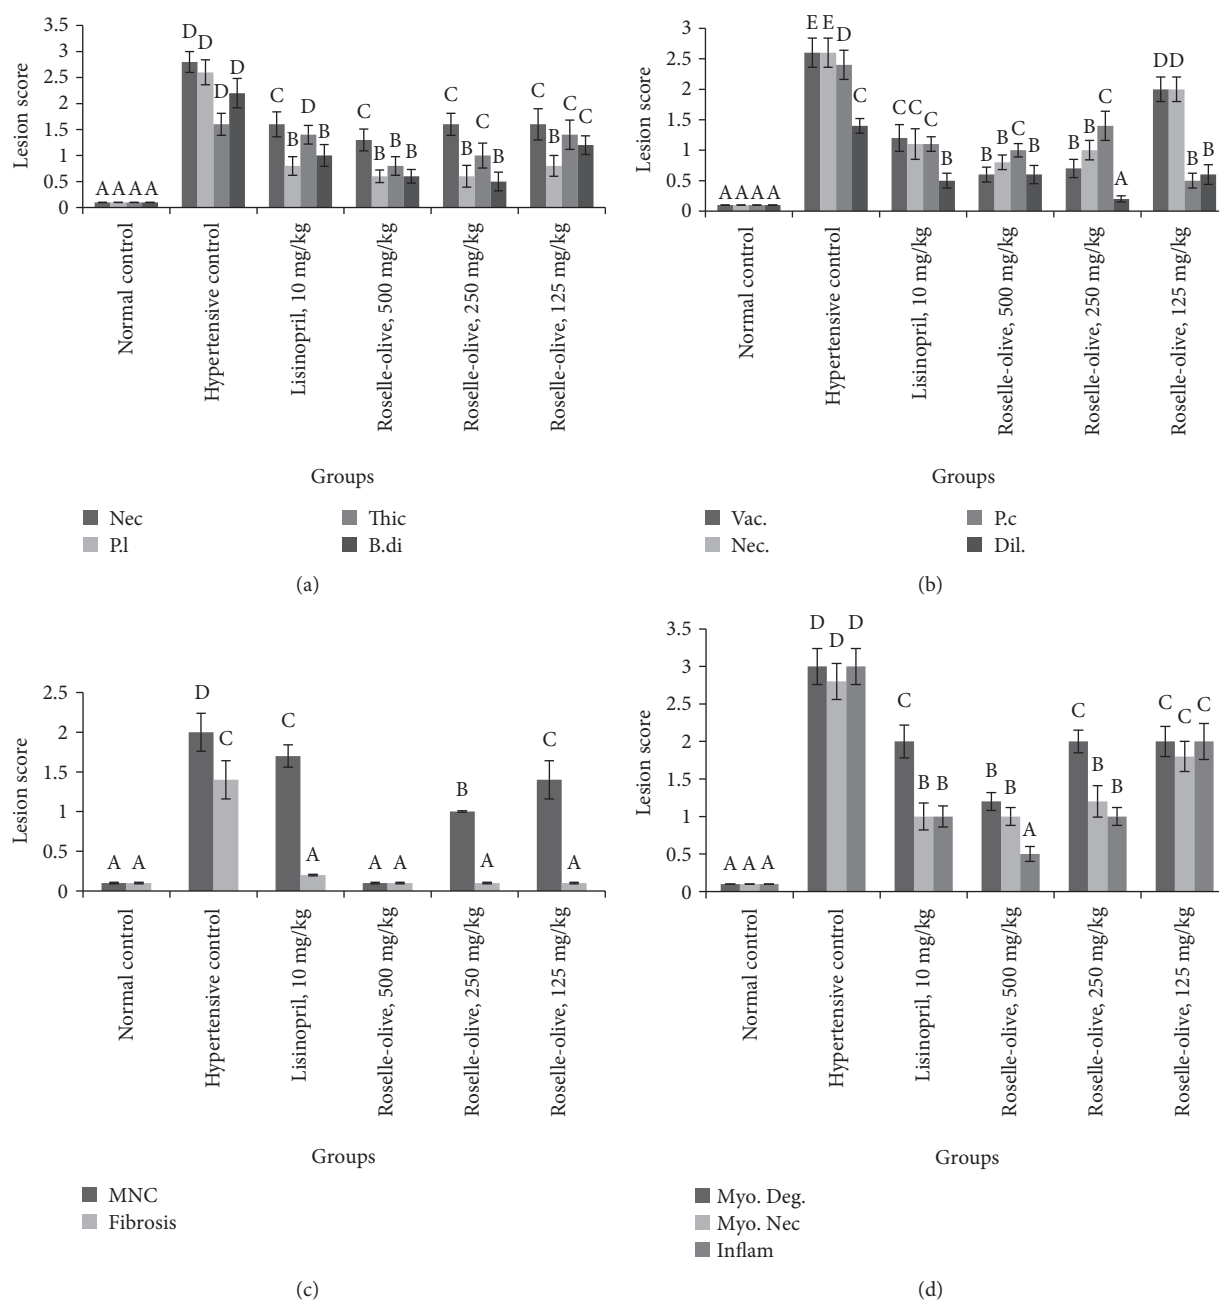 3.5
3
2.5
2
1.5
1
0.5
0
Lesion score
A A A A
D D D D
C B D B
C B B B
C B C B
C B C C
Normal control
Hypertensive control
Lisinopril, 10 mg/kg
Roselle-olive, 500 mg/kg
Roselle-olive, 250 mg/kg
Roselle-olive, 125 mg/kg
Groups
Nec
Thic
P.l
B.di
(a)
3
2.5
2
1.5
1
0.5
0
Lesion score
A A A A
E E D C
C C C B
B B C B
B B C A
D D B B
Normal control
Hypertensive control
Lisinopril, 10 mg/kg
Roselle-olive, 500 mg/kg
Roselle-olive, 250 mg/kg
Roselle-olive, 125 mg/kg
Groups
Vac.
P.c
Nec.
Dil.
(b)
2.5
2
1.5
1
0.5
0
Lesion score
A A
D C
C A
A A
B A
C A
Normal control
Hypertensive control
Lisinopril, 10 mg/kg
Roselle-olive, 500 mg/kg
Roselle-olive, 250 mg/kg
Roselle-olive, 125 mg/kg
Groups
MNC
Fibrosis
(c)
3.5
3
2.5
2
1.5
1
0.5
0
Lesion score
A A A
D D D
C B B
B B A
C B B
C C C
Normal control
Hypertensive control
Lisinopril, 10 mg/kg
Roselle-olive, 500 mg/kg
Roselle-olive, 250 mg/kg
Roselle-olive, 125 mg/kg
Groups
Myo. Deg.
Myo. Nec
Inflam
(d)